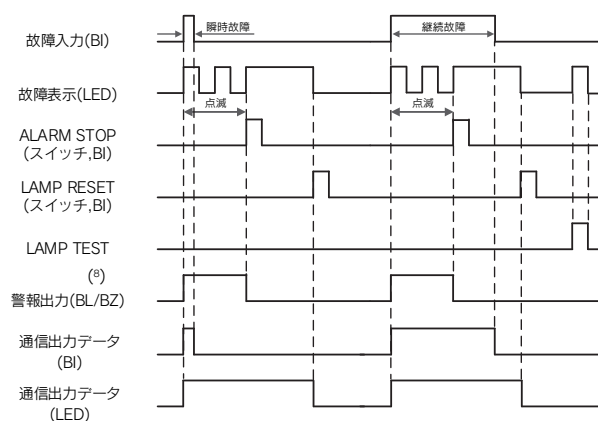 瞬時故障
継続故障
故障入力(BI)
故障表示(LED)
点滅
点滅
ALARM STOP
(スイッチ,BI)
LAMP RESET
(スイッチ,BI)
LAMP TEST
(8)
警報出力(BL/BZ)
通信出力データ
(BI)
通信出力データ
(LED)